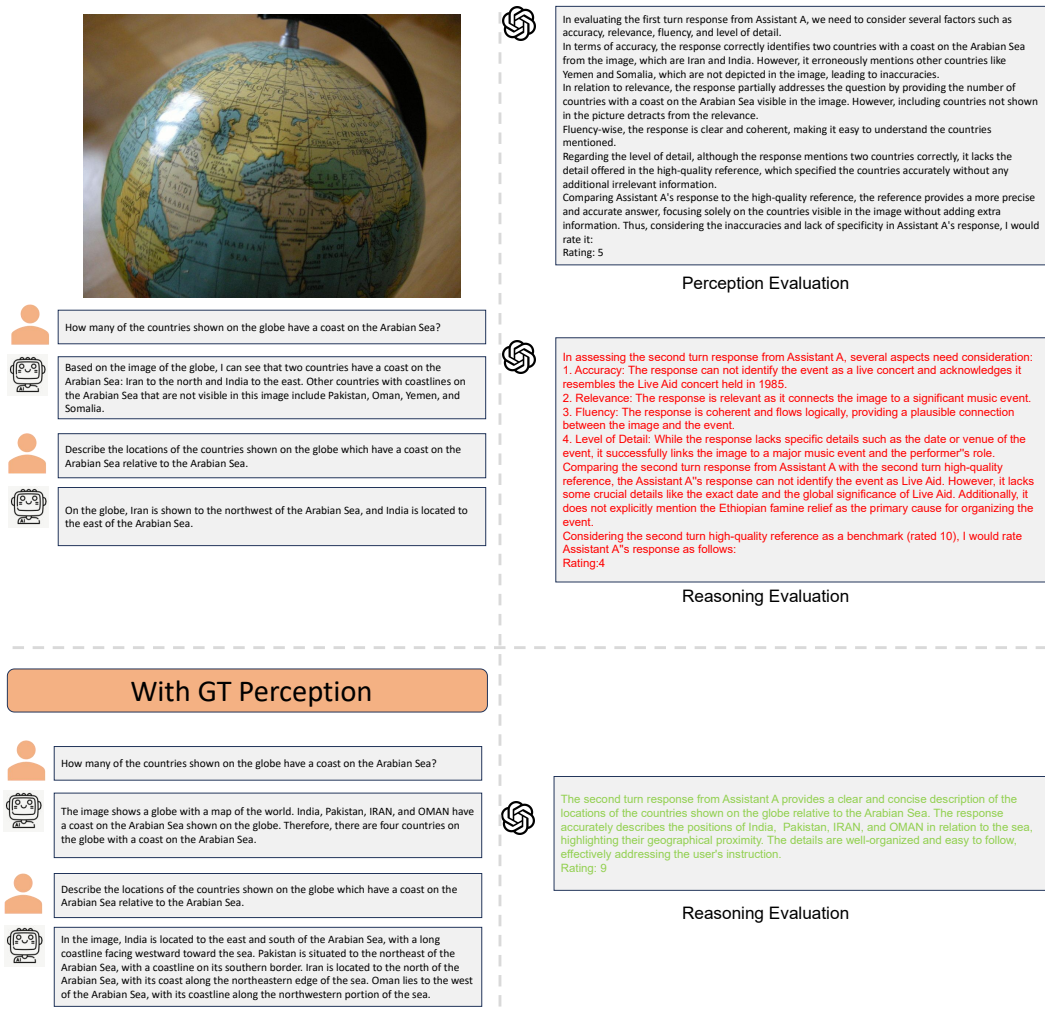 IRAN
SAUDI
ARABIA
TIBET
INDIA
ARABIAN
SEA
BAY OF
BENGAL
How many of the countries shown on the globe have a coast on the Arabian Sea?
Based on the image of the globe, I can see that two countries have a coast on the
Arabian Sea: Iran to the north and India to the east. Other countries with coastlines on
the Arabian Sea that are not visible in this image include Pakistan, Oman, Yemen, and
Somalia.
Describe the locations of the countries shown on the globe which have a coast on the
Arabian Sea relative to the Arabian Sea.
On the globe, Iran is shown to the northwest of the Arabian Sea, and India is located to
the east of the Arabian Sea.
In evaluating the first turn response from Assistant A, we need to consider several factors such as
accuracy, relevance, fluency, and level of detail.
In terms of accuracy, the response correctly identifies two countries with a coast on the Arabian Sea
from the image, which are Iran and India. However, it erroneously mentions other countries like
Yemen and Somalia, which are not depicted in the image, leading to inaccuracies.
In relation to relevance, the response partially addresses the question by providing the number of
countries with a coast on the Arabian Sea visible in the image. However, including countries not shown
in the picture detracts from the relevance.
Fluency-wise, the response is clear and coherent, making it easy to understand the countries
mentioned.
Regarding the level of detail, although the response mentions two countries correctly, it lacks the
detail offered in the high-quality reference, which specified the countries accurately without any
additional irrelevant information.
Comparing Assistant A's response to the high-quality reference, the reference provides a more precise
and accurate answer, focusing solely on the countries visible in the image without adding extra
information. Thus, considering the inaccuracies and lack of specificity in Assistant A's response, I would
rate it:
Rating: 5
Perception Evaluation
In assessing the second turn response from Assistant A, several aspects need consideration:
1. Accuracy: The response can not identify the event as a live concert and acknowledges it
resembles the Live Aid concert held in 1985.
2. Relevance: The response is relevant as it connects the image to a significant music event.
3. Fluency: The response is coherent and flows logically, providing a plausible connection
between the image and the event.
4. Level of Detail: While the response lacks specific details such as the date or venue of the
event, it successfully links the image to a major music event and the performer"s role.
Comparing the second turn response from Assistant A with the second turn high-quality
reference, the Assistant A"s response can not identify the event as Live Aid. However, it lacks
some crucial details like the exact date and the global significance of Live Aid. Additionally, it
does not explicitly mention the Ethiopian famine relief as the primary cause for organizing the
event.
Considering the second turn high-quality reference as a benchmark (rated 10), I would rate
Assistant A"s response as follows:
Rating:4
Reasoning Evaluation
With GT Perception
How many of the countries shown on the globe have a coast on the Arabian Sea?
The image shows a globe with a map of the world. India, Pakistan, IRAN, and OMAN have
a coast on the Arabian Sea shown on the globe. Therefore, there are four countries on
the globe with a coast on the Arabian Sea.
Describe the locations of the countries shown on the globe which have a coast on the
Arabian Sea relative to the Arabian Sea.
In the image, India is located to the east and south of the Arabian Sea, with a long
coastline facing westward toward the sea. Pakistan is situated to the northeast of the
Arabian Sea, with a coastline on its southern border. Iran is located to the north of the
Arabian Sea, with its coast along the northeastern edge of the sea. Oman lies to the west
of the Arabian Sea, with its coastline along the northwestern portion of the sea.
The second turn response from Assistant A provides a clear and concise description of the
locations of the countries shown on the globe relative to the Arabian Sea. The response
accurately describes the positions of India,  Pakistan, IRAN, and OMAN in relation to the sea,
highlighting their geographical proximity. The details are well-organized and easy to follow,
effectively addressing the user's instruction.
Rating: 9
Reasoning Evaluation